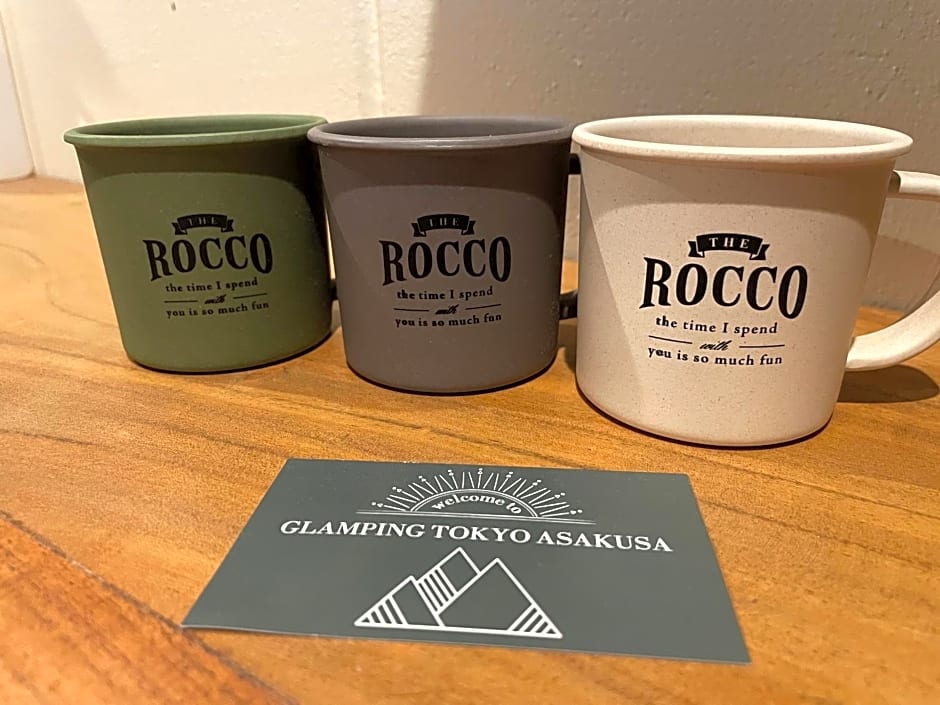 THE
ROCCO
the time I spend
with
you is so much fun
THE
ROCCO
the time I spend
with
you is so much fun
THE
ROCCO
the time I spend
with
you is so much fun
welcome to
GLAMPING TOKYO ASAKUSA